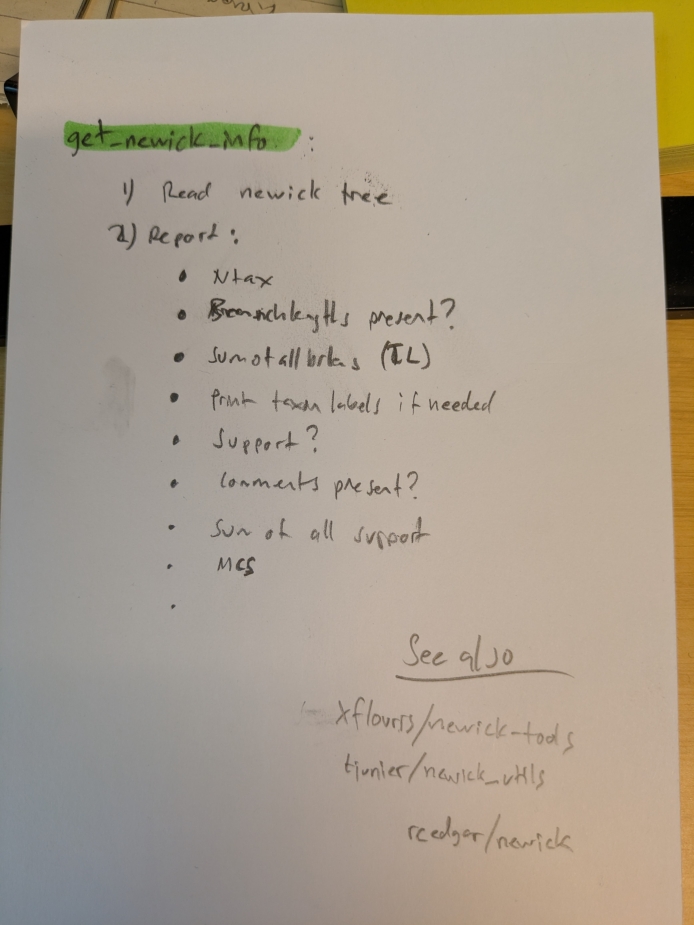 get_newick_info :
1) Read newick tree
2) Report :
• Ntax
• Branchlengths present?
• Sum of all brlens (TL)
• Print taxon labels if needed
• Support?
• Comments present?
• Sum of all support
• MCS
•
See also
xflouris/newick-tools
tjunier/newick_utils
rcedgar/newick